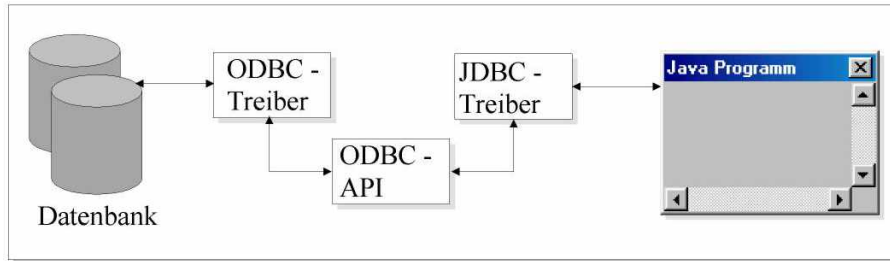 ODBC -
Treiber
JDBC -
Treiber
Java Programm
ODBC -
API
Datenbank